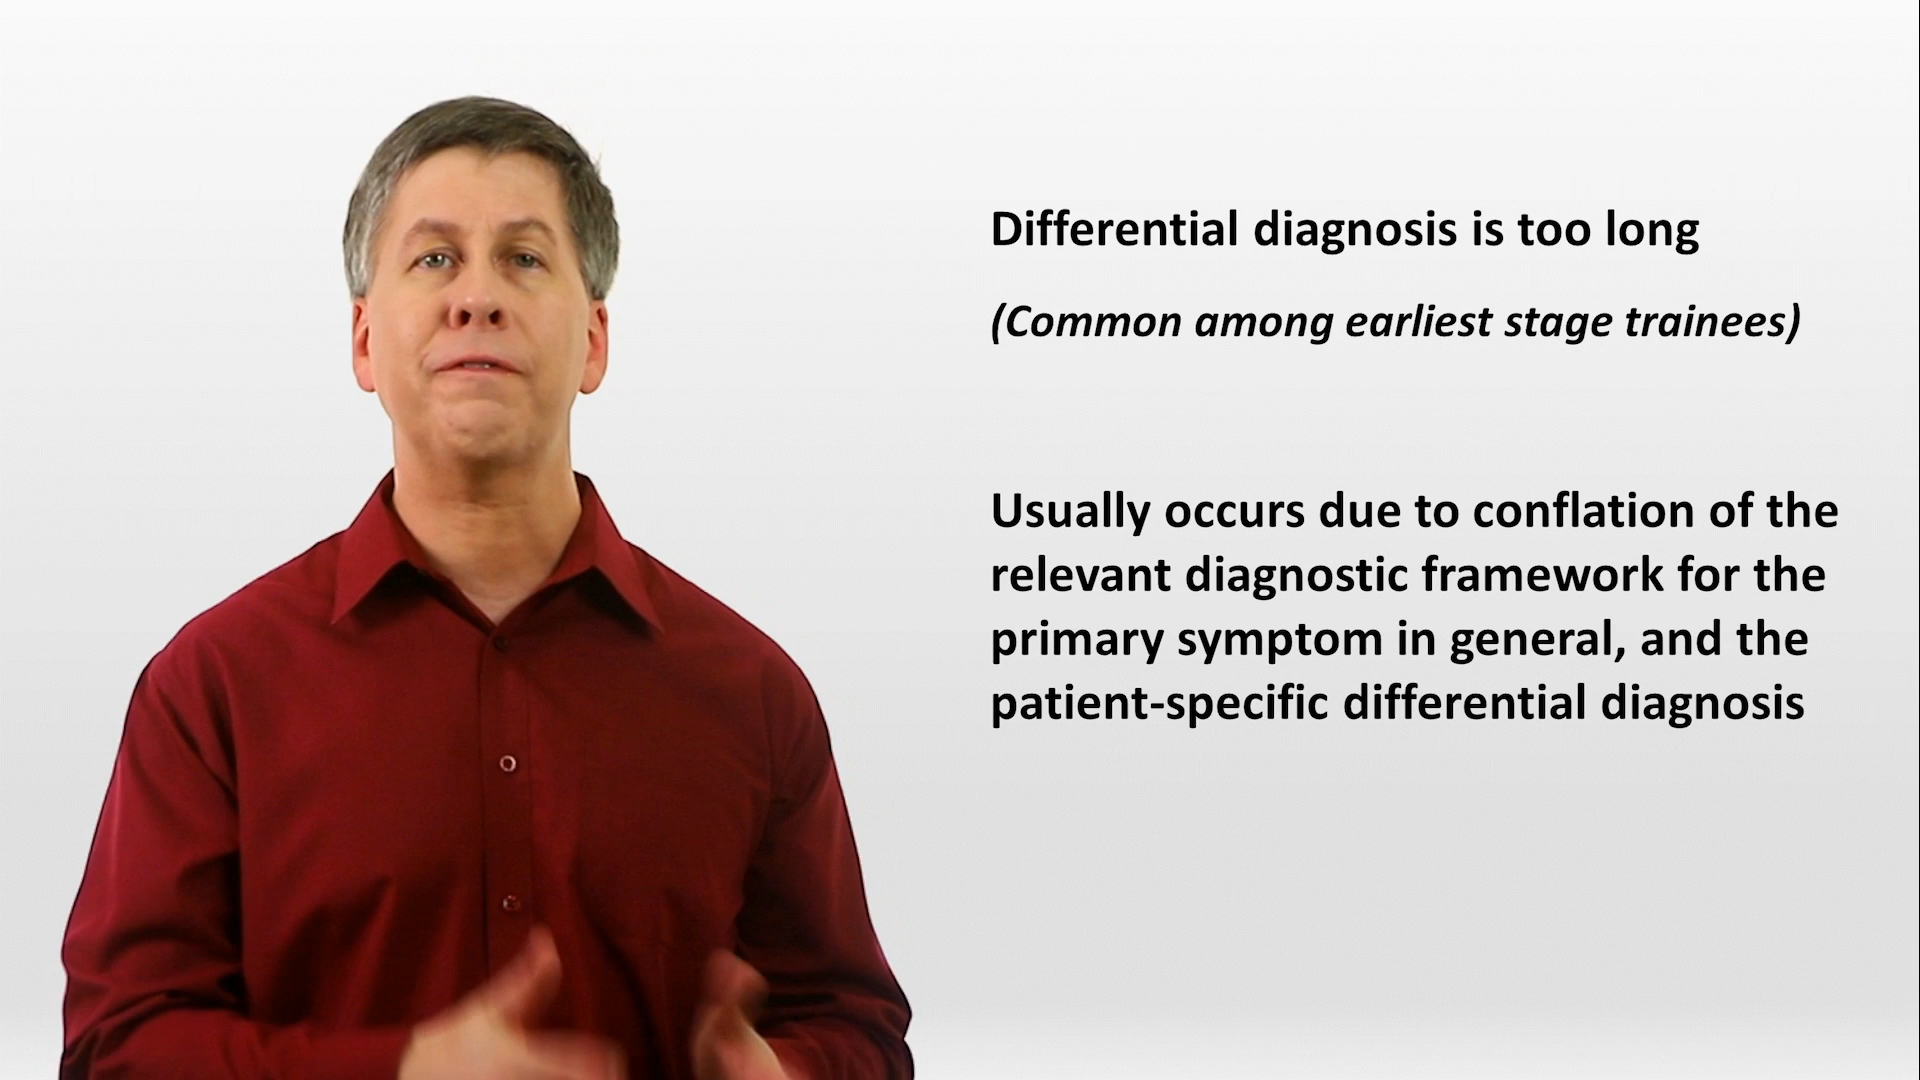 Differential diagnosis is too long
(Common among earliest stage trainees)
Usually occurs due to conflation of the
relevant diagnostic framework for the
primary symptom in general, and the
patient-specific differential diagnosis